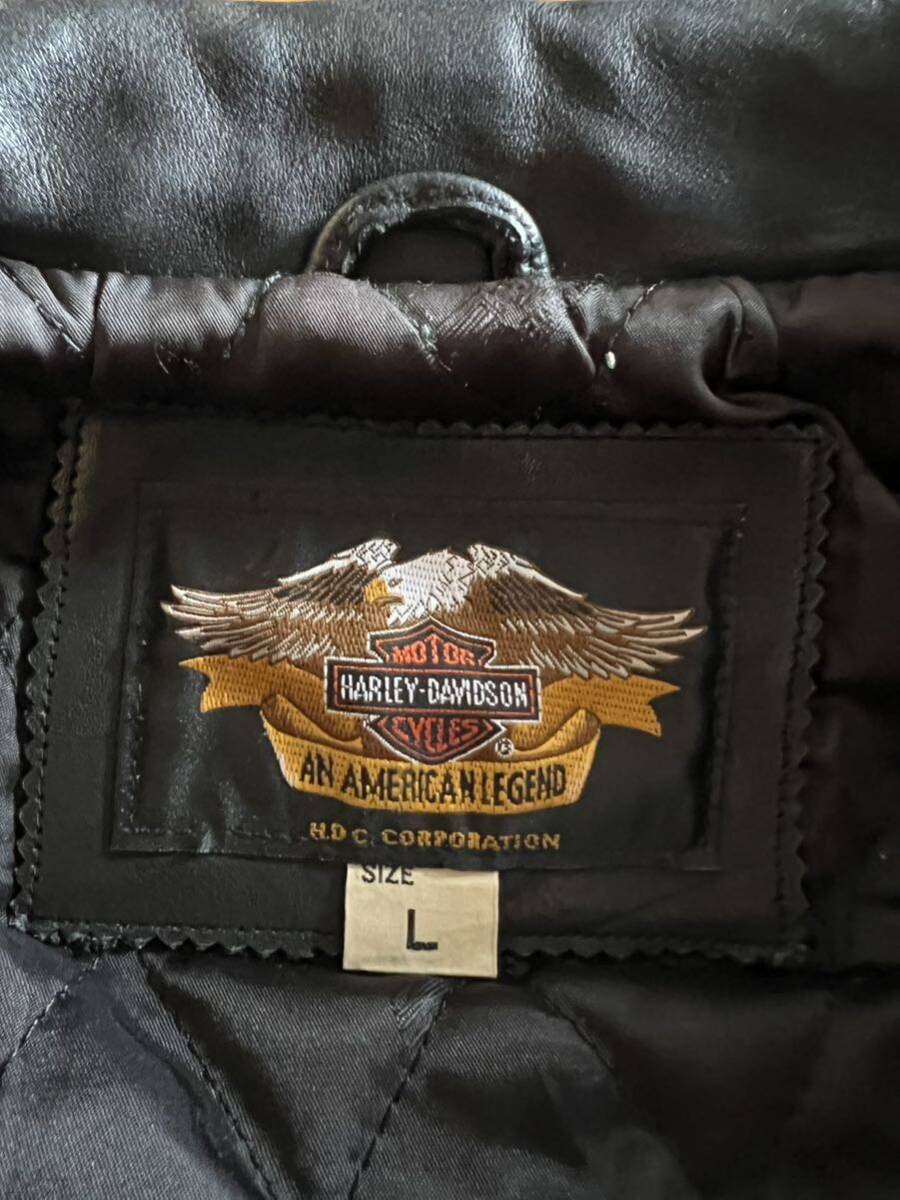 MOTOR
HARLEY-DAVIDSON
CYCLES
®
AN AMERICAN LEGEND
H.D C. CORPORATION
SIZE
L